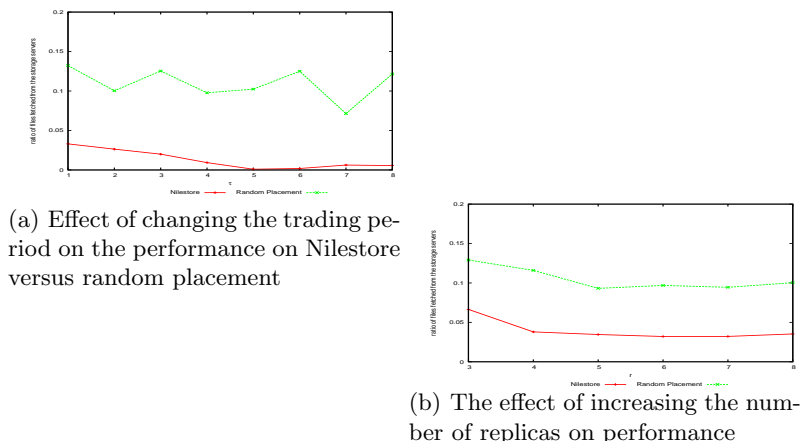 0.2
0.15
0.1
0.05
0
ratio of files fetched from the storage servers
1 2 3 4 5 6 7 8
τ
Nilestore Random Placement
(a) Effect of changing the trading pe-
riod on the performance on Nilestore
versus random placement
0.2
0.15
0.1
0.05
0
ratio of files fetched from the storage servers
3 4 5 6 7 8
r
Nilestore Random Placement
(b) The effect of increasing the num-
ber of replicas on performance